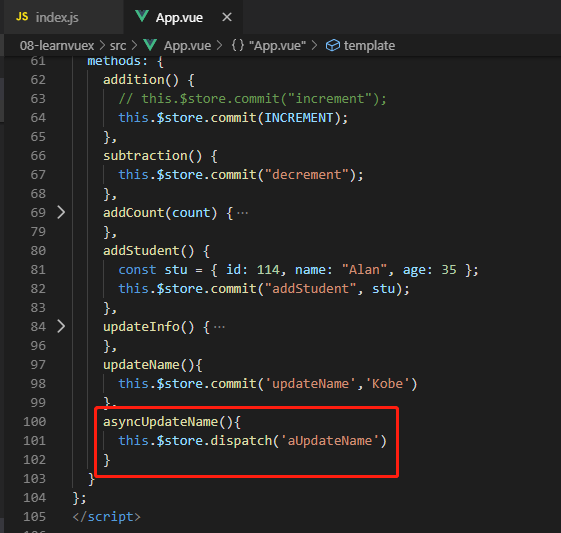 JS index.js App.vue ×
08-learnvuex > src > App.vue > {} "App.vue" > template
61 methods: {
62 addition() {
63 // this.$store.commit("increment");
64 this.$store.commit(INCREMENT);
65 },
66 subtraction() {
67 this.$store.commit("decrement");
68 },
69 addCount(count) { ···
79 },
80 addStudent() {
81 const stu = { id: 114, name: "Alan", age: 35 };
82 this.$store.commit("addStudent", stu);
83 },
84 updateInfo() { ···
96 },
97 updateName(){
98 this.$store.commit('updateName','Kobe')
99 },
100 asyncUpdateName(){
101 this.$store.dispatch('aUpdateName')
102 }
103 }
104 };
105 </script>